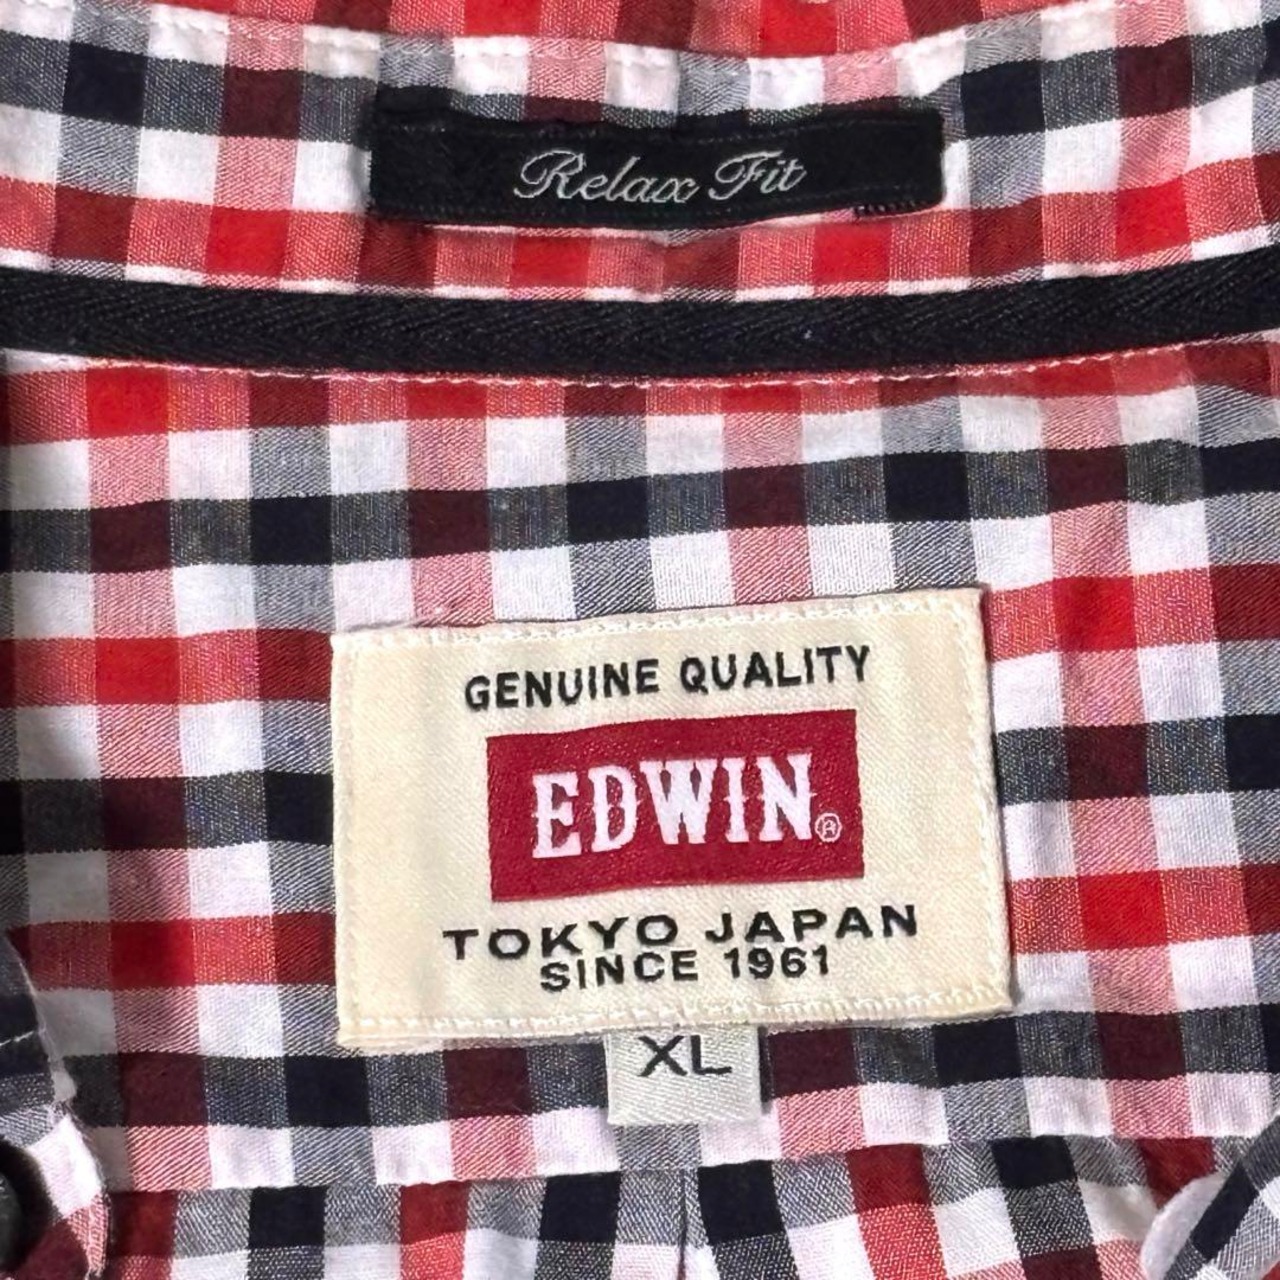 Relax Fit
GENUINE QUALITY
EDWIN®
TOKYO JAPAN
SINCE 1961
XL